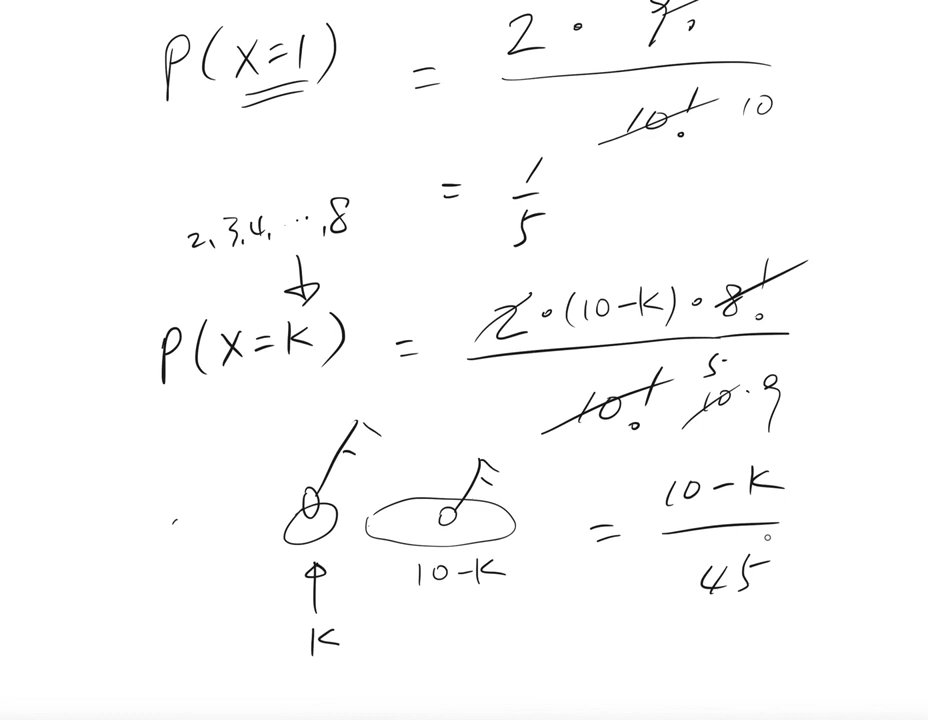 P(X=1) = 2 · 9! / 10! 10
= 1/5
2, 3, 4, ..., 8
P(X=K) = 2 · (10-K) · 8! / 10! 5 10 · 9
= 10-K / 45
10-K
K